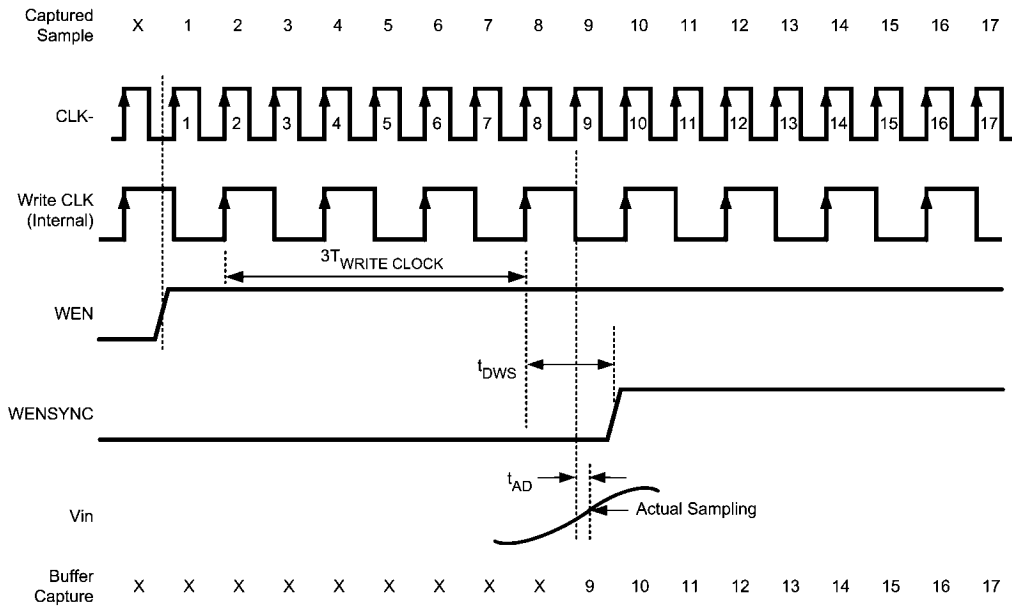 Captured
Sample
X 1 2 3 4 5 6 7 8 9 10 11 12 13 14 15 16 17
CLK-
1 2 3 4 5 6 7 8 9 10 11 12 13 14 15 16 17
Write CLK
(Internal)
3TWRITE CLOCK
WEN
tDWS
WENSYNC
tAD
Actual Sampling
Vin
Buffer
Capture
X X X X X X X X X 9 10 11 12 13 14 15 16 17